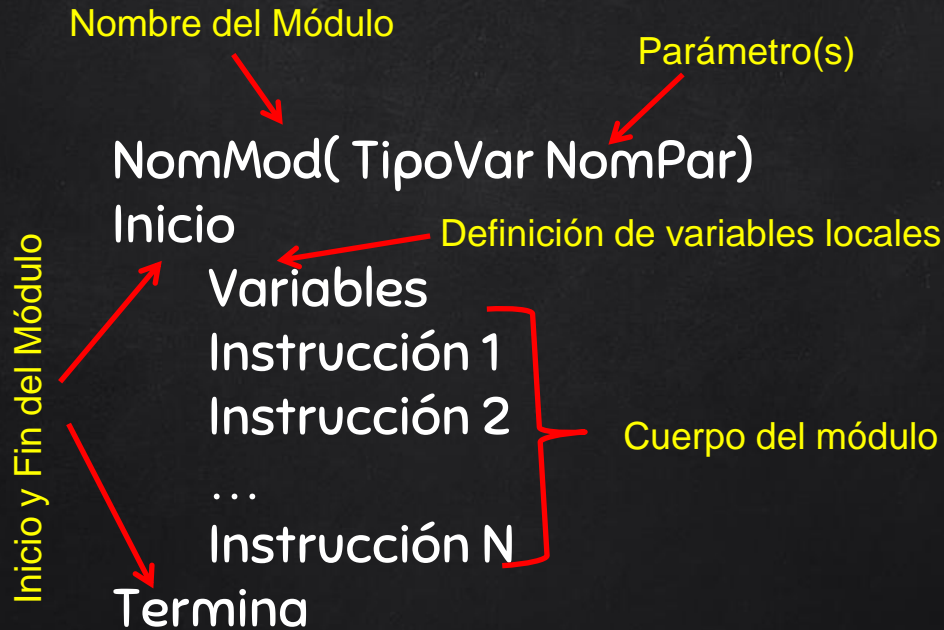 Nombre del Módulo
Parámetro(s)
NomMod( TipoVar NomPar)
Inicio
Definición de variables locales
Variables
Instrucción 1
Instrucción 2
Cuerpo del módulo
...
Instrucción N
Termina
Inicio y Fin del Módulo